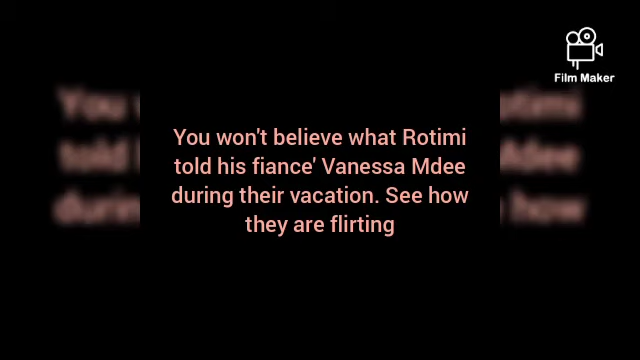 Film Maker
You won't believe what Rotimi
told his fiance' Vanessa Mdee
during their vacation. See how
they are flirting